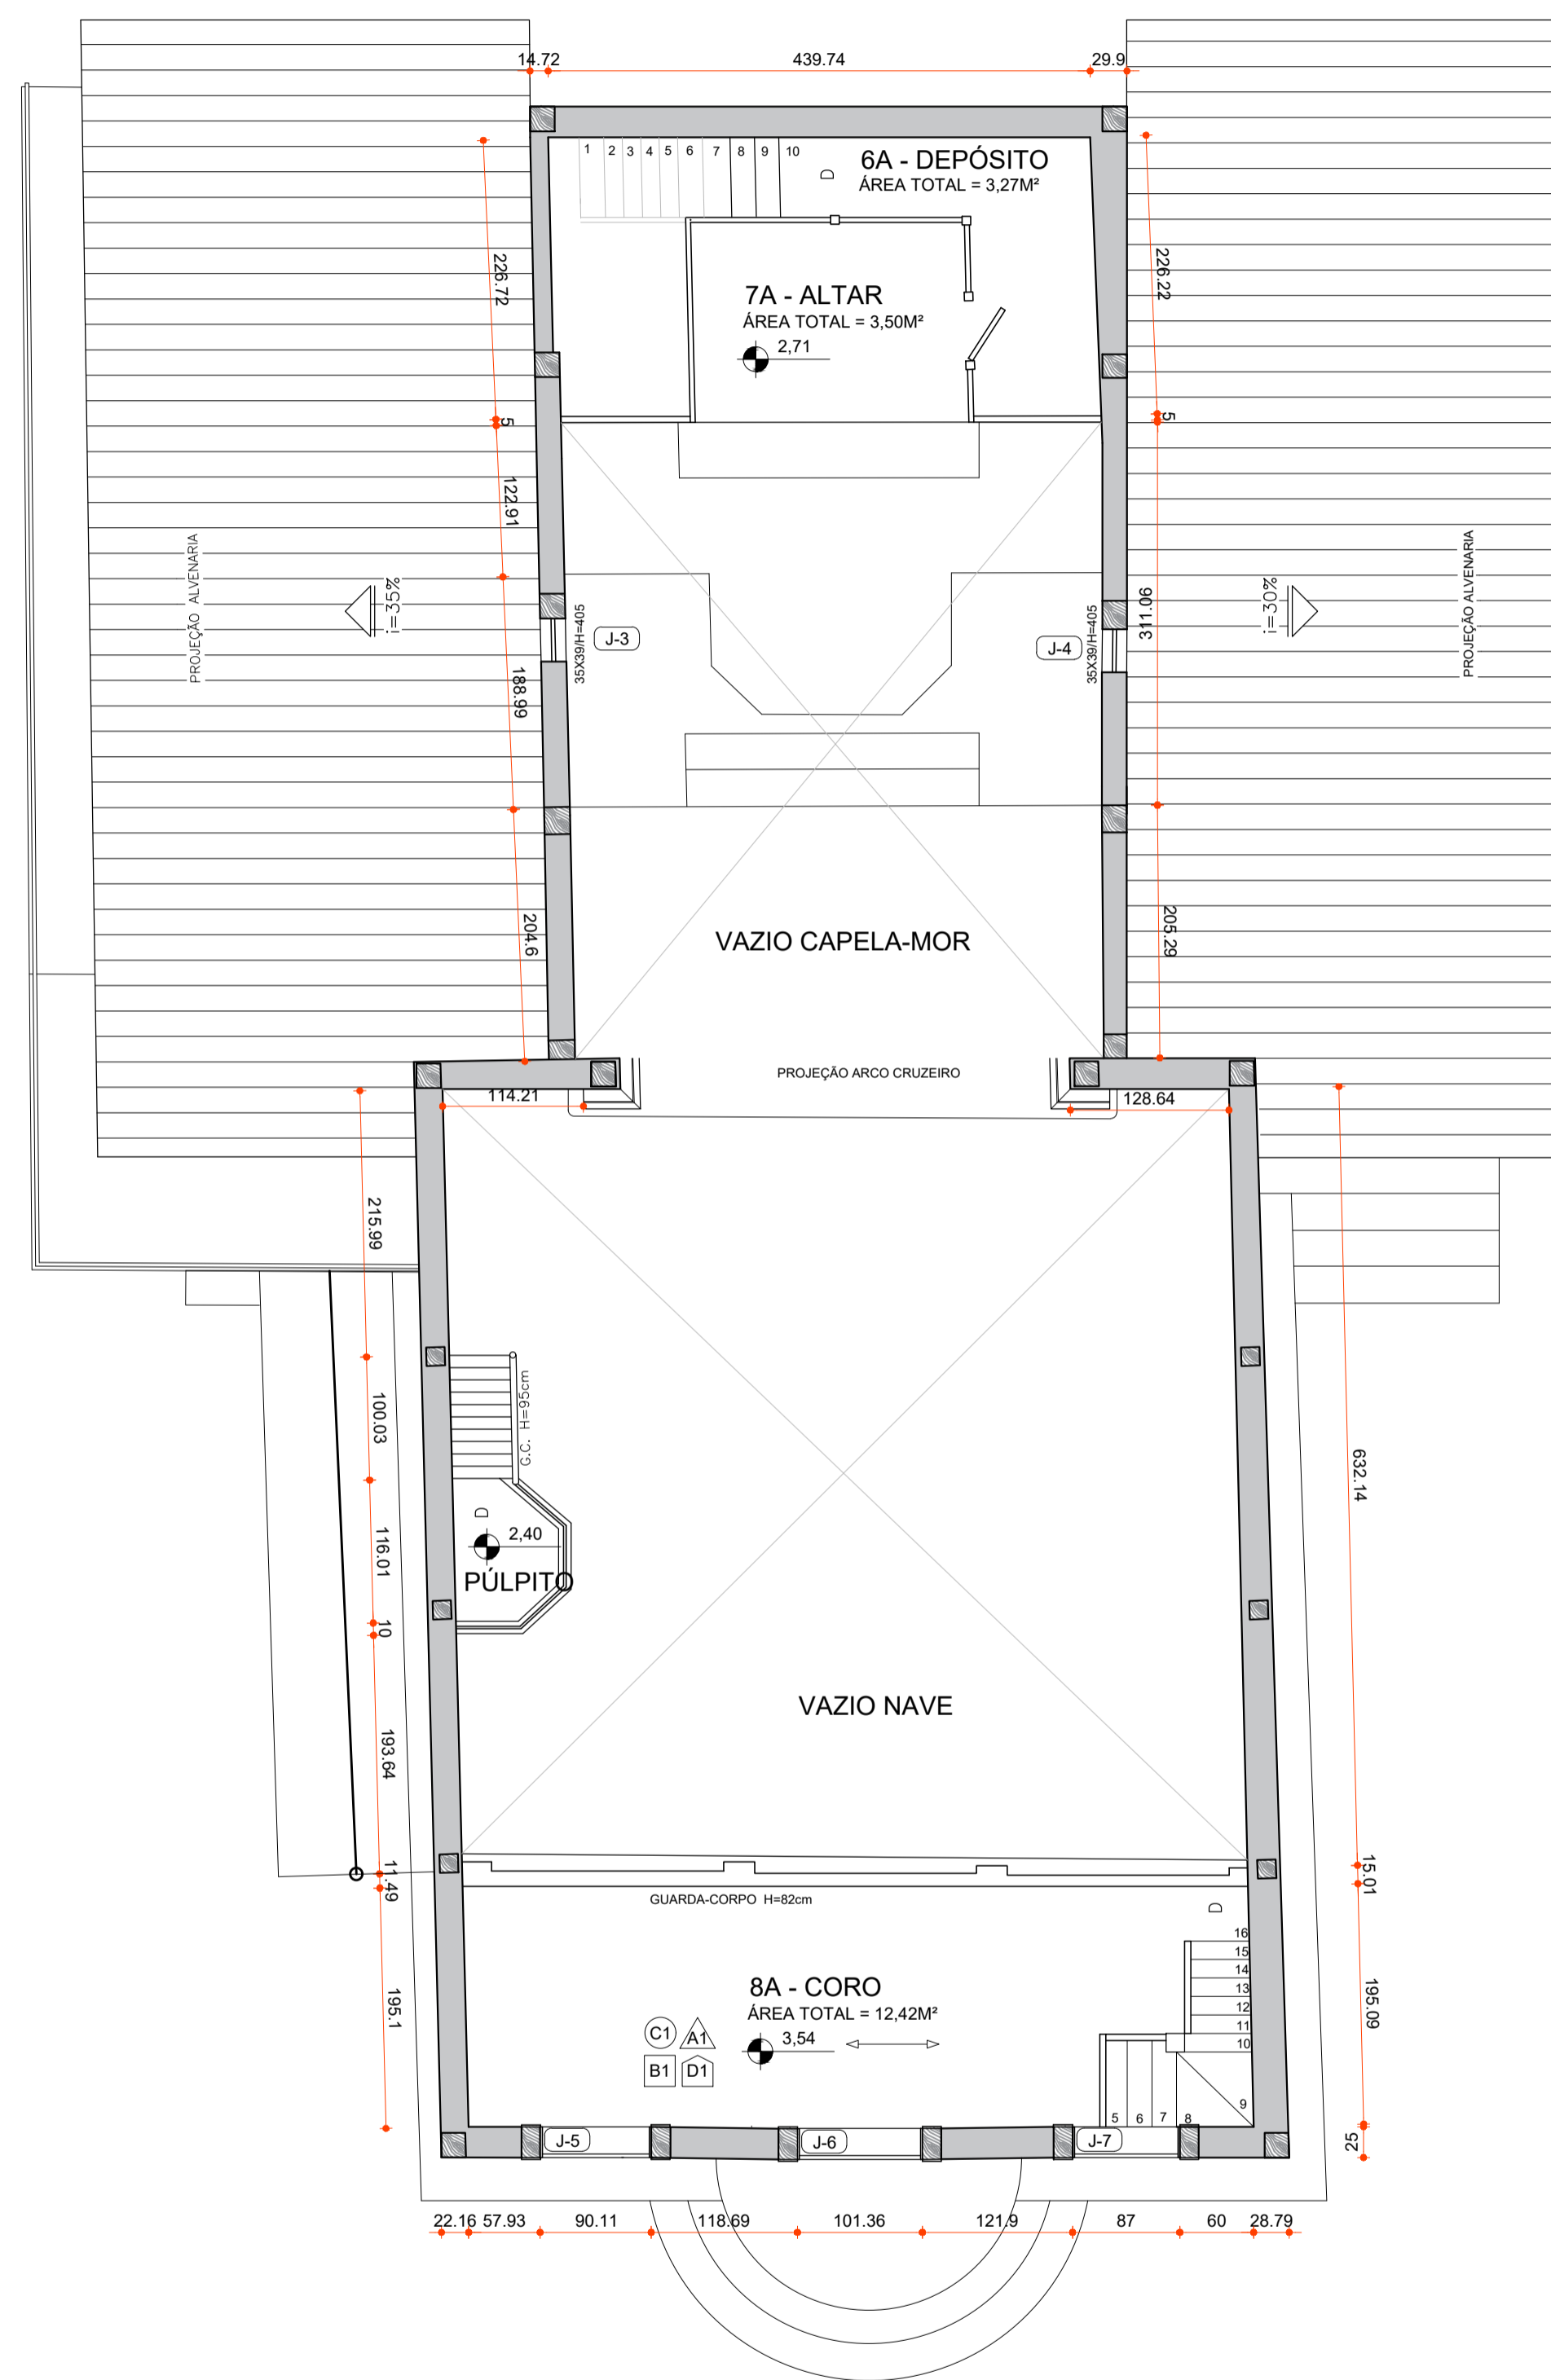 14.72 439.74 29.9
1 2 3 4 5 6 7 8 9 10
D
6A - DEPÓSITO
ÁREA TOTAL = 3,27M²
226.72
226.22
7A - ALTAR
ÁREA TOTAL = 3,50M²
2,71
5
5
122.91
PROJEÇÃO ALVENARIA
i=35%
35X39/H=405
J-3
J-4
35X39/H=405
311.06
i=30%
PROJEÇÃO ALVENARIA
188.99
204.6
VAZIO CAPELA-MOR
205.29
PROJEÇÃO ARCO CRUZEIRO
114.21
128.64
215.99
100.03
G.C. H=95cm
632.14
D
2,40
116.01
PÚLPITO
10
VAZIO NAVE
193.64
11.49
15.01
GUARDA-CORPO H=82cm
D
16
15
14
13
12
11
10
9
8A - CORO
ÁREA TOTAL = 12,42M²
195.1
195.09
C1 A1
3,54
B1 D1
5 6 7 8
J-5
J-6
J-7
25
22.16 57.93 90.11 118.69 101.36 121.9 87 60 28.79